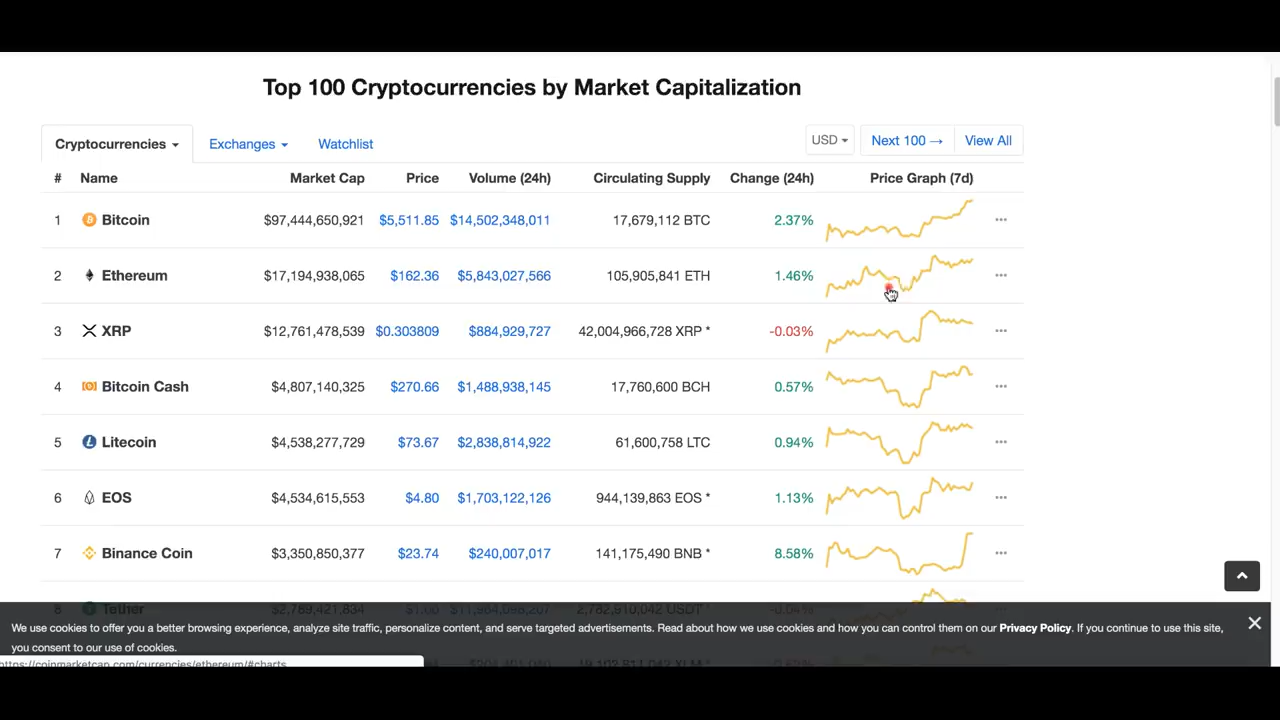 Top 100 Cryptocurrencies by Market Capitalization
Cryptocurrencies Exchanges Watchlist USD Next 100 → View All
# Name Market Cap Price Volume (24h) Circulating Supply Change (24h) Price Graph (7d)
1 Bitcoin $97,444,650,921 $5,511.85 $14,502,348,011 17,679,112 BTC 2.37%
2 Ethereum $17,194,938,065 $162.36 $5,843,027,566 105,905,841 ETH 1.46%
3 XRP $12,761,478,539 $0.303809 $884,929,727 42,004,966,728 XRP * -0.03%
4 Bitcoin Cash $4,807,140,325 $270.66 $1,488,938,145 17,760,600 BCH 0.57%
5 Litecoin $4,538,277,729 $73.67 $2,838,814,922 61,600,758 LTC 0.94%
6 EOS $4,534,615,553 $4.80 $1,703,122,126 944,139,863 EOS * 1.13%
7 Binance Coin $3,350,850,377 $23.74 $240,007,017 141,175,490 BNB * 8.58%
8 Tether
We use cookies to offer you a better browsing experience, analyze site traffic, personalize content, and serve targeted advertisements. Read about how we use cookies and how you can control them on our Privacy Policy. If you continue to use this site,
you consent to our use of cookies.
https://coinmarketcap.com/currencies/ethereum/#charts